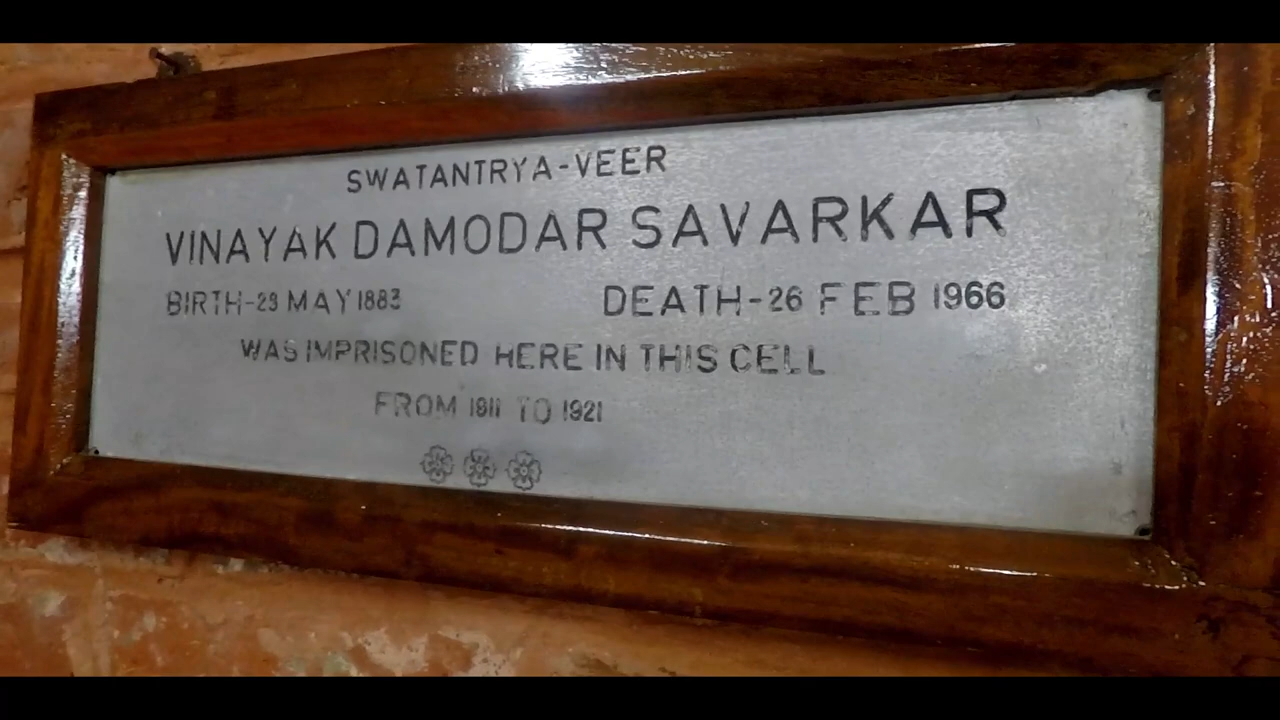 SWATANTRYA-VEER
VINAYAK DAMODAR SAVARKAR
BIRTH-23 MAY 1883 DEATH-26 FEB 1966
WAS IMPRISONED HERE IN THIS CELL
FROM 1911 TO 1921